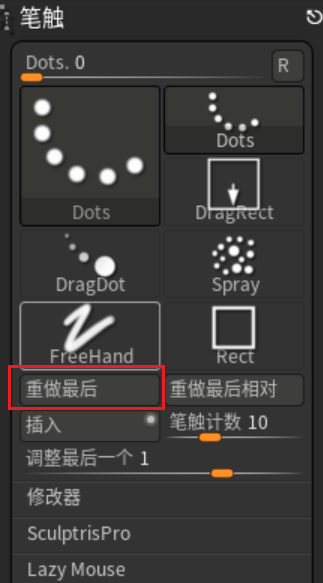 笔触
Dots. 0
R
Dots
Dots
DragRect
DragDot
Spray
FreeHand
Rect
重做最后
重做最后相对
插入
笔触计数 10
调整最后一个 1
修改器
SculptrisPro
Lazy Mouse